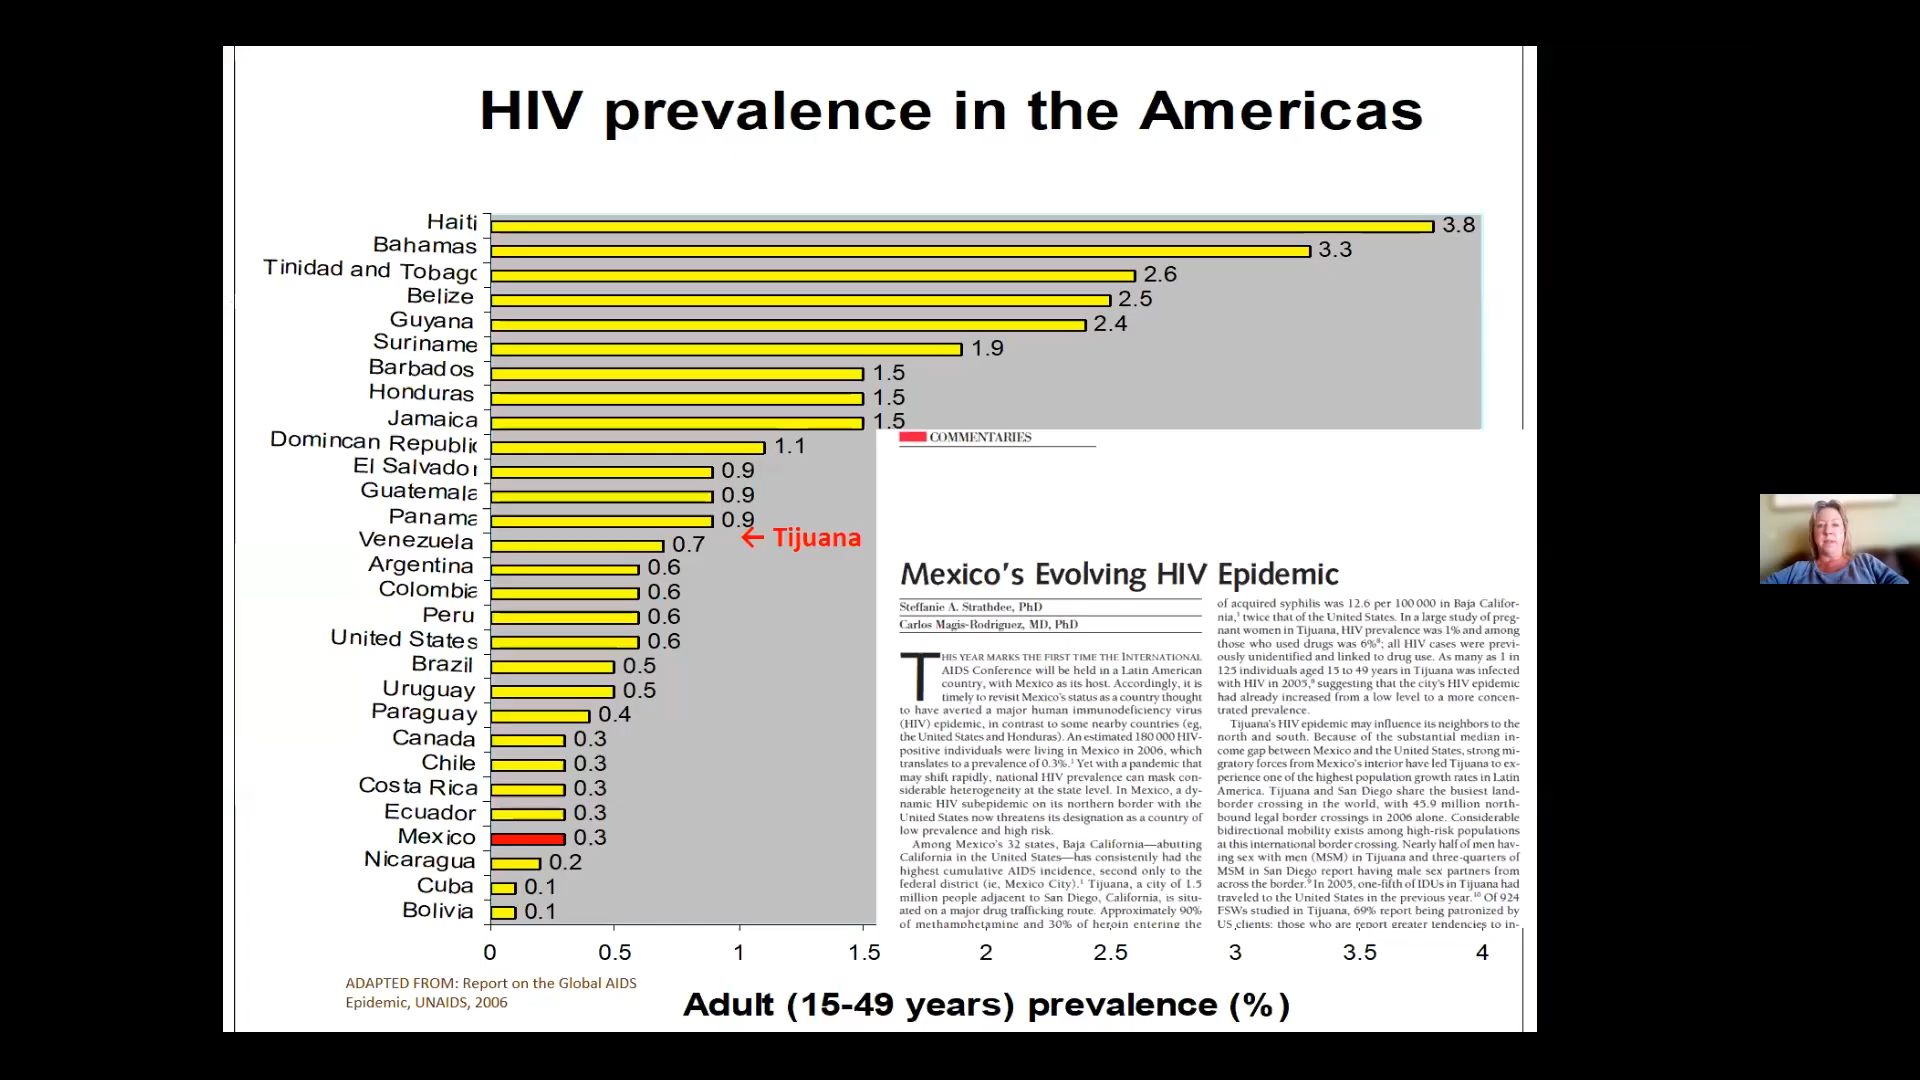 HIV prevalence in the Americas
Haiti 3.8
Bahamas 3.3
Tinidad and Tobago 2.6
Belize 2.5
Guyana 2.4
Suriname 1.9
Barbados 1.5
Honduras 1.5
Jamaica 1.5
Domincan Republic 1.1
El Salvador 0.9
Guatemala 0.9
Panama 0.9
← Tijuana
Venezuela 0.7
Argentina 0.6
Colombia 0.6
Peru 0.6
United States 0.6
Brazil 0.5
Uruguay 0.5
Paraguay 0.4
Canada 0.3
Chile 0.3
Costa Rica 0.3
Ecuador 0.3
Mexico 0.3
Nicaragua 0.2
Cuba 0.1
Bolivia 0.1
0 0.5 1 1.5 2 2.5 3 3.5 4
Adult (15-49 years) prevalence (%)
ADAPTED FROM: Report on the Global AIDS
Epidemic, UNAIDS, 2006
COMMENTARIES
Mexico's Evolving HIV Epidemic
Steffanie A. Strathdee, PhD
Carlos Magis-Rodriguez, MD, PhD
THIS YEAR MARKS THE FIRST TIME THE INTERNATIONAL
AIDS Conference will be held in a Latin American
country, with Mexico as its host. Accordingly, it is
timely to revisit Mexico's status as a country thought
to have averted a major human immunodeficiency virus
(HIV) epidemic, in contrast to some nearby countries (eg,
the United States and Honduras). An estimated 180 000 HIV-
positive individuals were living in Mexico in 2006, which
translates to a prevalence of 0.3%.¹ Yet with a pandemic that
may shift rapidly, national HIV prevalence can mask con-
siderable heterogeneity at the state level. In Mexico, a dy-
namic HIV subepidemic on its northern border with the
United States now threatens its designation as a country of
low prevalence and high risk.
Among Mexico's 32 states, Baja California—abutting
California in the United States—has consistently had the
highest cumulative AIDS incidence, second only to the
federal district (ie, Mexico City).¹ Tijuana, a city of 1.5
million people adjacent to San Diego, California, is situ-
ated on a major drug trafficking route. Approximately 90%
of methamphetamine and 30% of heroin entering the
of acquired syphilis was 12.6 per 100 000 in Baja Califor-
nia,¹ twice that of the United States. In a large study of preg-
nant women in Tijuana, HIV prevalence was 1% and among
those who used drugs was 6%⁸; all HIV cases were previ-
ously unidentified and linked to drug use. As many as 1 in
125 individuals aged 15 to 49 years in Tijuana was infected
with HIV in 2005, suggesting that the city's HIV epidemic
had already increased from a low level to a more concen-
trated prevalence.
Tijuana's HIV epidemic may influence its neighbors to the
north and south. Because of the substantial median in-
come gap between Mexico and the United States, strong mi-
gratory forces from Mexico's interior have led Tijuana to ex-
perience one of the highest population growth rates in Latin
America. Tijuana and San Diego share the busiest land-
border crossing in the world, with 45.9 million north-
bound legal border crossings in 2006 alone. Considerable
bidirectional mobility exists among high-risk populations
at this international border crossing. Nearly half of men hav-
ing sex with men (MSM) in Tijuana and three-quarters of
MSM in San Diego report having male sex partners from
across the border.⁹ In 2005, one-fifth of IDUs in Tijuana had
traveled to the United States in the previous year.¹⁰ Of 924
FSWs studied in Tijuana, 69% report being patronized by
US clients; those who are report greater tendencies to in-